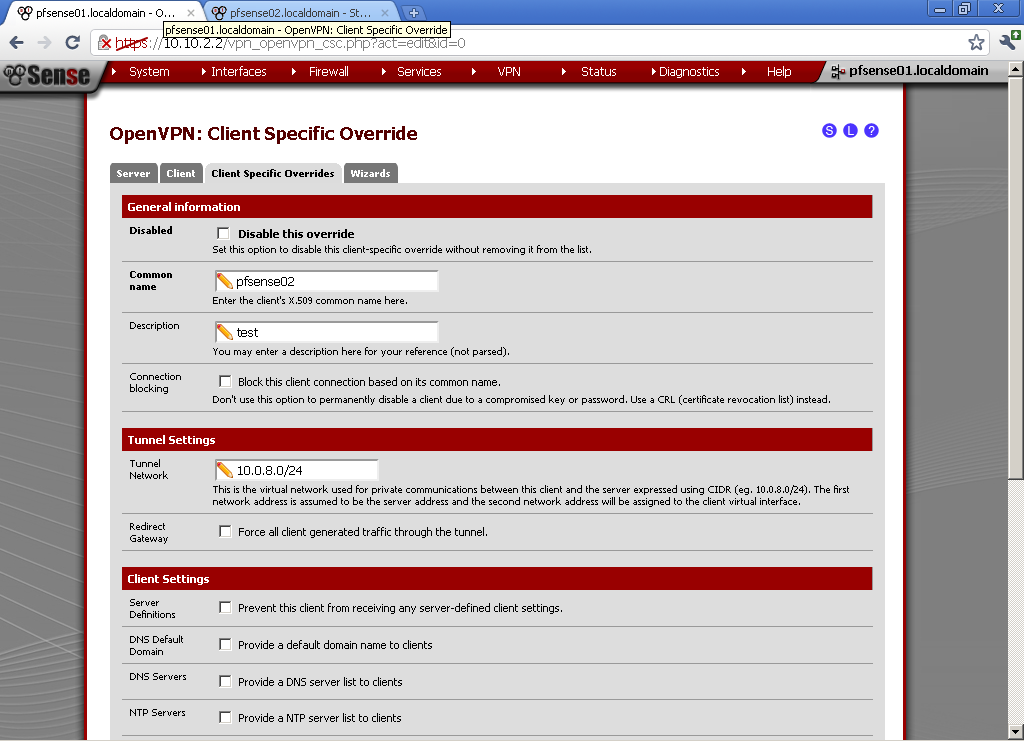 pfsense01.localdomain - O...
pfsense02.localdomain - St...
pfsense01.localdomain - OpenVPN: Client Specific Override
https://10.10.2.2/vpn_openvpn_csc.php?act=edit&id=0
Sense
System
Interfaces
Firewall
Services
VPN
Status
Diagnostics
Help
pfsense01.localdomain
OpenVPN: Client Specific Override
S L ?
Server
Client
Client Specific Overrides
Wizards
General information
Disabled
Disable this override
Set this option to disable this client-specific override without removing it from the list.
Common
name
pfsense02
Enter the client's X.509 common name here.
Description
test
You may enter a description here for your reference (not parsed).
Connection
blocking
Block this client connection based on its common name.
Don't use this option to permanently disable a client due to a compromised key or password. Use a CRL (certificate revocation list) instead.
Tunnel Settings
Tunnel
Network
10.0.8.0/24
This is the virtual network used for private communications between this client and the server expressed using CIDR (eg. 10.0.8.0/24). The first
network address is assumed to be the server address and the second network address will be assigned to the client virtual interface.
Redirect
Gateway
Force all client generated traffic through the tunnel.
Client Settings
Server
Definitions
Prevent this client from receiving any server-defined client settings.
DNS Default
Domain
Provide a default domain name to clients
DNS Servers
Provide a DNS server list to clients
NTP Servers
Provide a NTP server list to clients